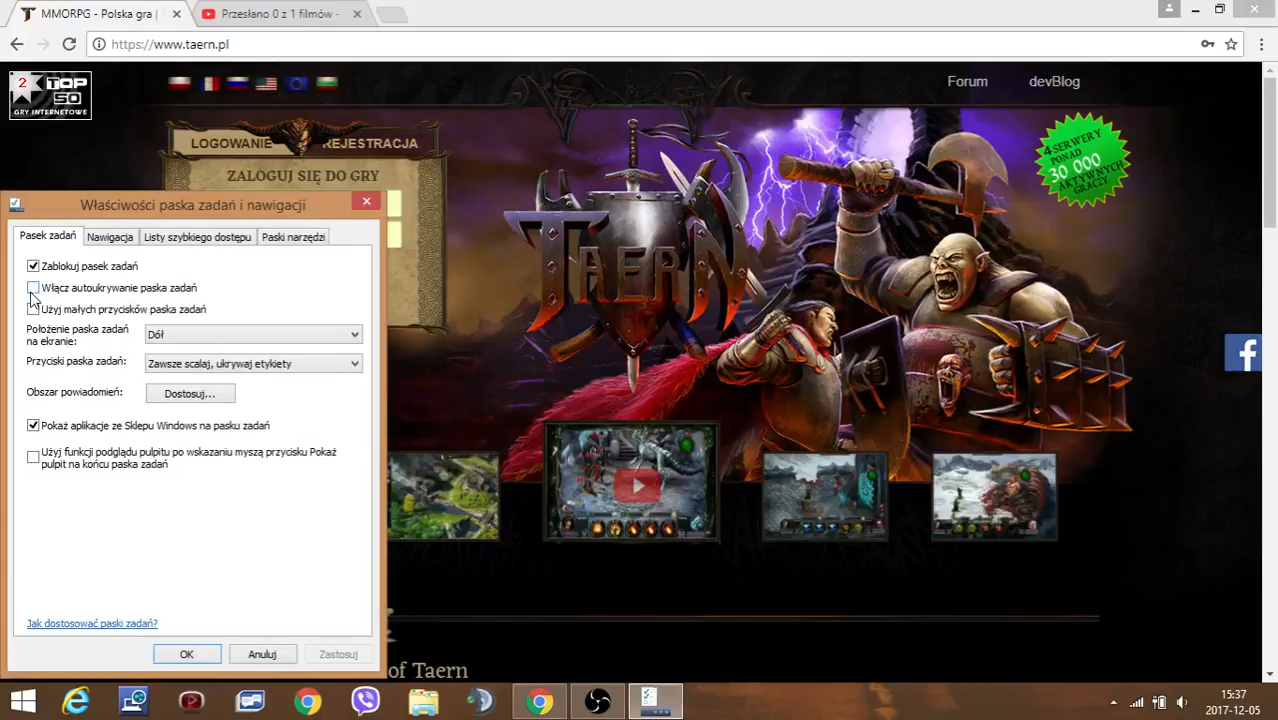 MMORPG - Polska gra |
Przesłano 0 z 1 filmów -
https://www.taern.pl
2 TOP
50
GRY INTERNETOWE
Forum
devBlog
LOGOWANIE
REJESTRACJA
ZALOGUJ SIĘ DO GRY
4 SERWERY
PONAD
30 000
AKTYWNYCH
GRACZY
TAERN
Właściwości paska zadań i nawigacji
Pasek zadań
Nawigacja
Listy szybkiego dostępu
Paski narzędzi
Zablokuj pasek zadań
Włącz autoukrywanie paska zadań
Użyj małych przycisków paska zadań
Położenie paska zadań
na ekranie:
Dół
Przyciski paska zadań:
Zawsze scalaj, ukrywaj etykiety
Obszar powiadomień:
Dostosuj...
Pokaż aplikacje ze Sklepu Windows na pasku zadań
Użyj funkcji podglądu pulpitu po wskazaniu myszą przycisku Pokaż
pulpit na końcu paska zadań
Jak dostosować paski zadań?
OK
Anuluj
Zastosuj
of Taern
15:37
2017-12-05